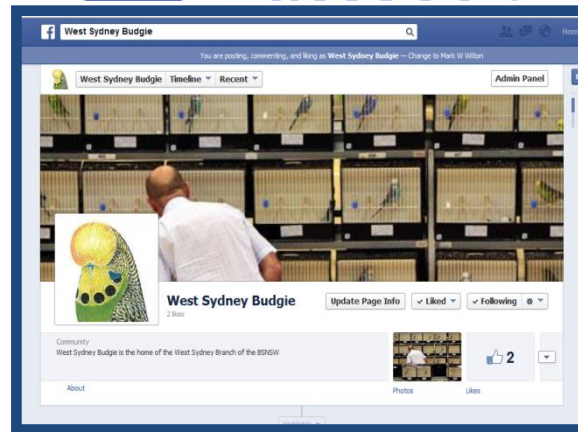 West Sydney Budgie
Home
You are posting, commenting, and liking as West Sydney Budgie — Change to Mark W Wilton
West Sydney Budgie Timeline Recent Admin Panel
West Sydney Budgie
2 likes
Update Page Info ✓ Liked ✓ Following
Community
West Sydney Budgie is the home of the West Sydney Branch of the BSNSW
2
About
Photos
Likes